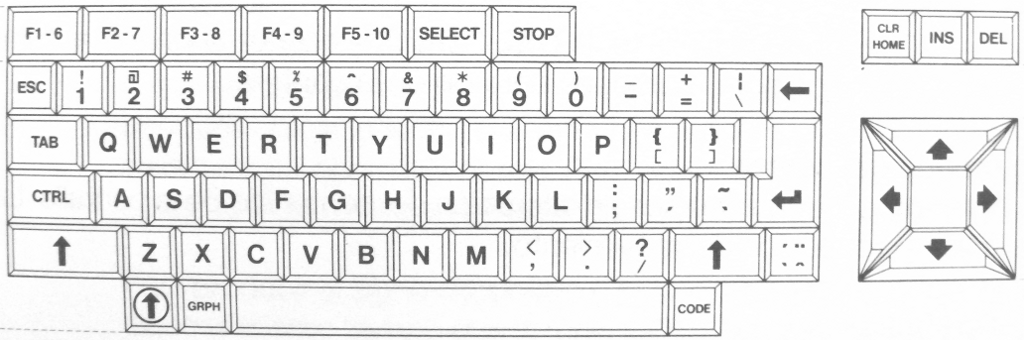 F1-6 F2-7 F3-8 F4-9 F5-10 SELECT STOP CLR HOME INS DEL
! @ # $ % ^ & * ( ) _ + ¦
ESC 1 2 3 4 5 6 7 8 9 0 - = \ ←
TAB Q W E R T Y U I O P { [ } ]
CTRL A S D F G H J K L : ; " ' ~ ` ↵
↑ Z X C V B N M < , > . ? / ↑ ´ ¨ ` ^
↑ GRPH CODE